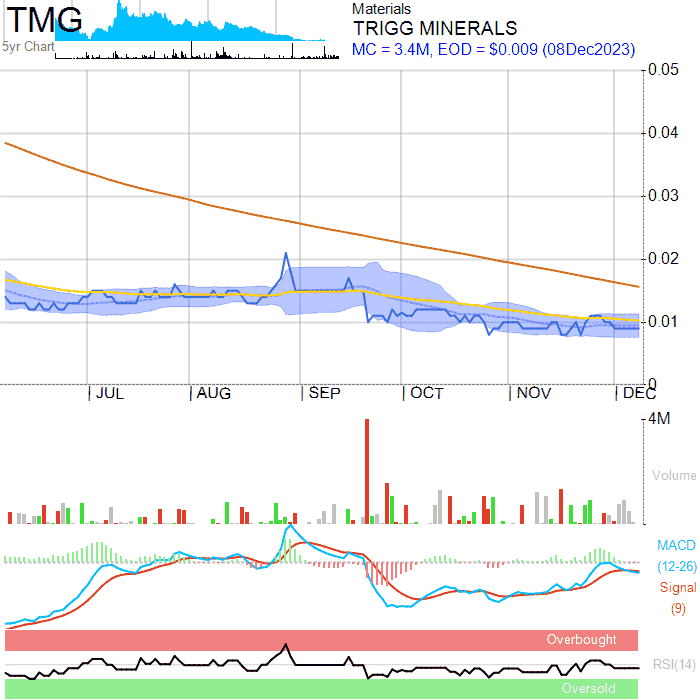 TMG
5yr Chart
Materials
TRIGG MINERALS
MC = 3.4M, EOD = $0.009 (08Dec2023)
0.05
0.04
0.03
0.02
0.01
0
JUL AUG SEP OCT NOV DEC
4M
Volume
MACD
(12-26)
Signal
(9)
Overbought
RSI(14)
Oversold